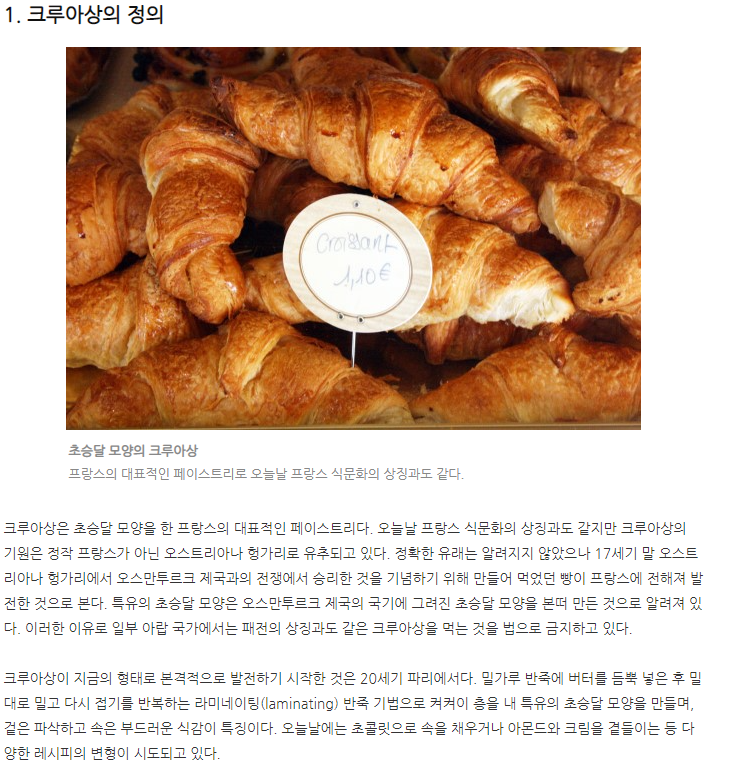 1. 크루아상의 정의
Croissant
1,10€
초승달 모양의 크루아상
프랑스의 대표적인 페이스트리로 오늘날 프랑스 식문화의 상징과도 같다.
크루아상은 초승달 모양을 한 프랑스의 대표적인 페이스트리다. 오늘날 프랑스 식문화의 상징과도 같지만 크루아상의
기원은 정작 프랑스가 아닌 오스트리아나 헝가리로 유추되고 있다. 정확한 유래는 알려지지 않았으나 17세기 말 오스트
리아나 헝가리에서 오스만투르크 제국과의 전쟁에서 승리한 것을 기념하기 위해 만들어 먹었던 빵이 프랑스에 전해져 발
전한 것으로 본다. 특유의 초승달 모양은 오스만투르크 제국의 국기에 그려진 초승달 모양을 본떠 만든 것으로 알려져 있
다. 이러한 이유로 일부 아랍 국가에서는 패전의 상징과도 같은 크루아상을 먹는 것을 법으로 금지하고 있다.
크루아상이 지금의 형태로 본격적으로 발전하기 시작한 것은 20세기 파리에서다. 밀가루 반죽에 버터를 듬뿍 넣은 후 밀
대로 밀고 다시 접기를 반복하는 라미네이팅(laminating) 반죽 기법으로 켜켜이 층을 내 특유의 초승달 모양을 만들며,
겉은 파삭하고 속은 부드러운 식감이 특징이다. 오늘날에는 초콜릿으로 속을 채우거나 아몬드와 크림을 곁들이는 등 다
양한 레시피의 변형이 시도되고 있다.